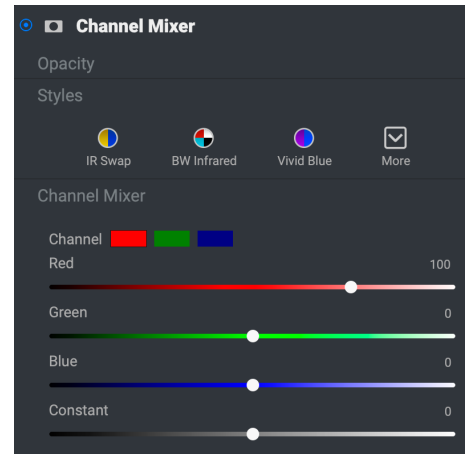 Channel Mixer
Opacity
Styles
IR Swap BW Infrared Vivid Blue More
Channel Mixer
Channel
Red 100
Green 0
Blue 0
Constant 0